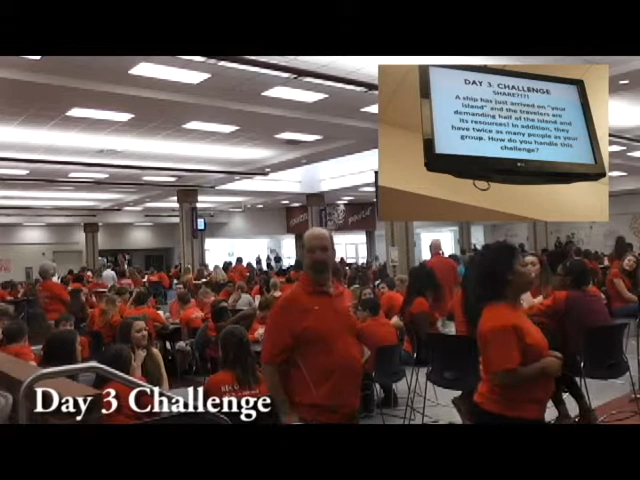 DAY 3: CHALLENGE
SHARE?!?!
A ship has just arrived on "your
island" and the travelers are
demanding half of the island and
its resources! In addition, they
have twice as many people as your
group. How do you handle this
challenge?
Day 3 Challenge